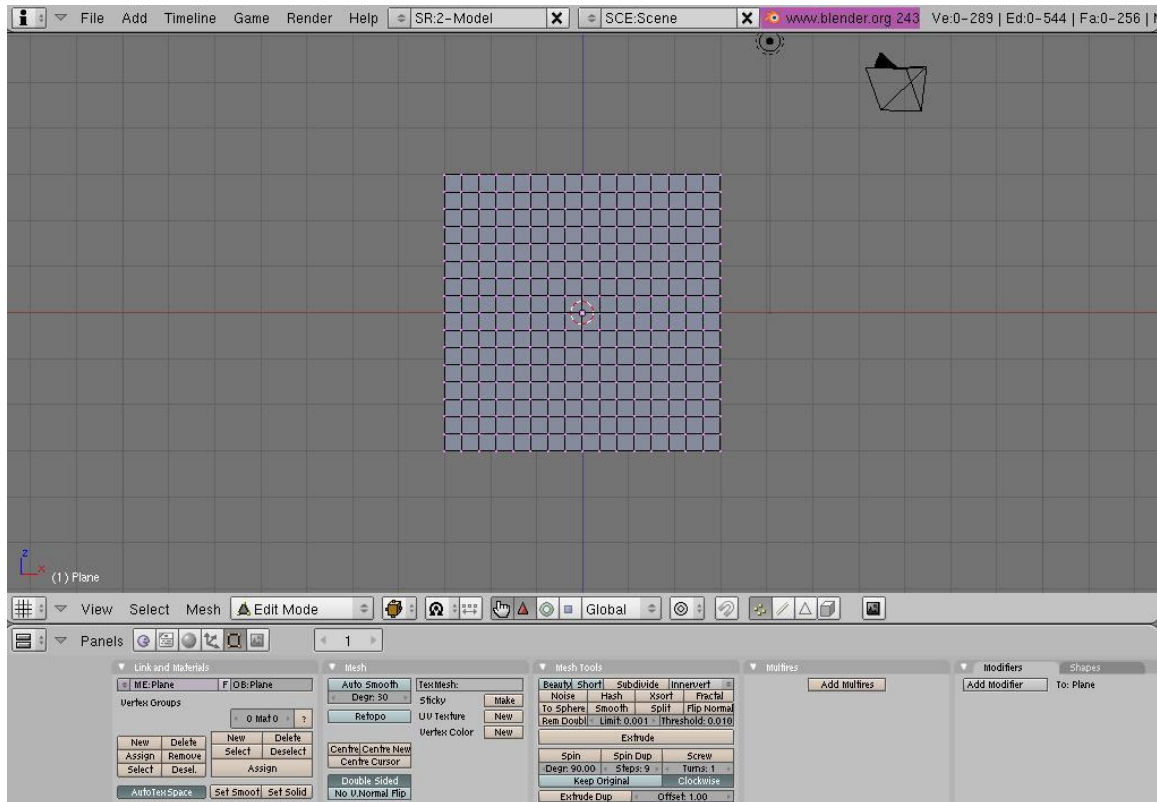 File Add Timeline Game Render Help SR:2-Model SCE:Scene www.blender.org 243 Ve:0-289 | Ed:0-544 | Fa:0-256 |
z
x
(1) Plane
View Select Mesh Edit Mode Global
Panels 1
Link and Materials
ME:Plane F OB:Plane
Vertex Groups
0 Mat 0 ?
New Delete New Delete
Assign Remove Select Deselect
Select Desel. Assign
AutoTexSpace Set Smoot Set Solid
Mesh
Auto Smooth TexMesh:
Degr: 30 Sticky Make
Retopo UV Texture New
Vertex Color New
Centre Centre New
Centre Cursor
Double Sided
No V.Normal Flip
Mesh Tools
Beauty Short Subdivide Innervert
Noise Hash Xsort Fractal
To Sphere Smooth Split Flip Normal
Rem Doubl Limit: 0.001 Threshold: 0.010
Extrude
Spin Spin Dup Screw
Degr: 90.00 Steps: 9 Turns: 1
Keep Original Clockwise
Extrude Dup Offset: 1.00
Multires
Add Multires
Modifiers Shapes
Add Modifier To: Plane